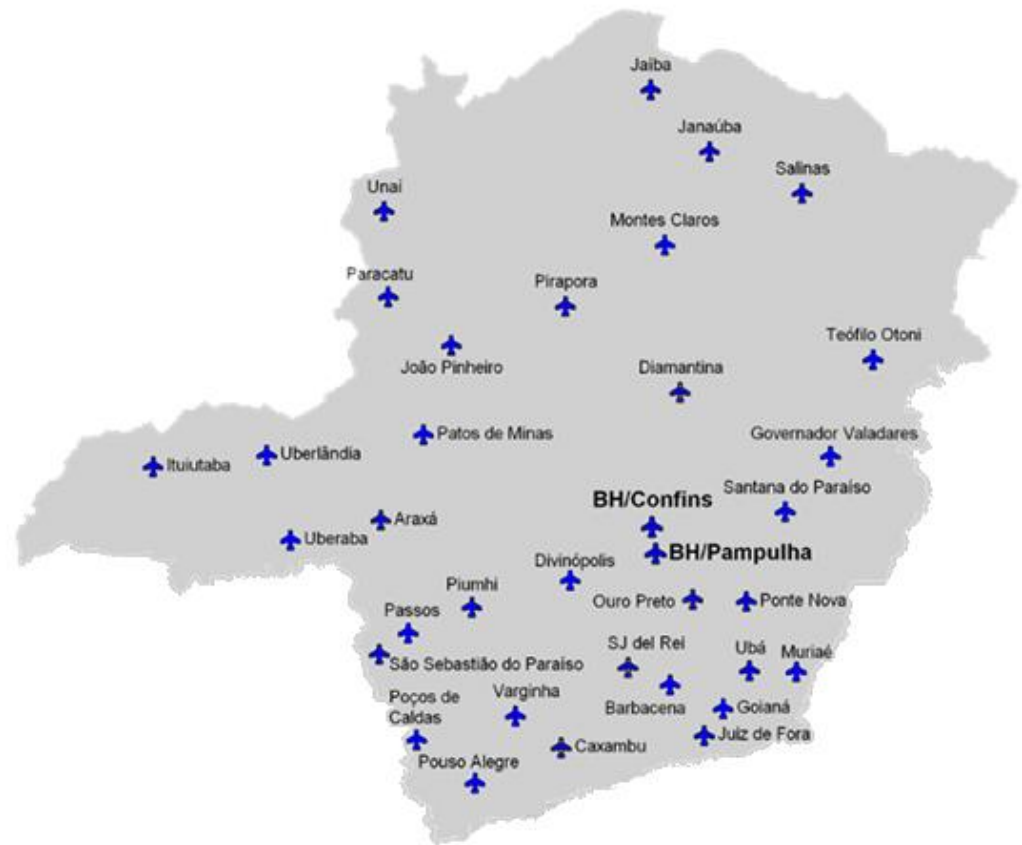 Jaíba
Janaúba
Salinas
Unaí
Montes Claros
Paracatu
Pirapora
Teófilo Otoni
João Pinheiro
Diamantina
Patos de Minas
Governador Valadares
Uberlândia
Ituiutaba
Santana do Paraíso
BH/Confins
Araxá
Uberaba
BH/Pampulha
Divinópolis
Piumhi
Ouro Preto
Ponte Nova
Passos
SJ del Rei
Ubá
Muriaé
São Sebastião do Paraíso
Varginha
Poços de
Caldas
Barbacena
Goianá
Juiz de Fora
Caxambu
Pouso Alegre